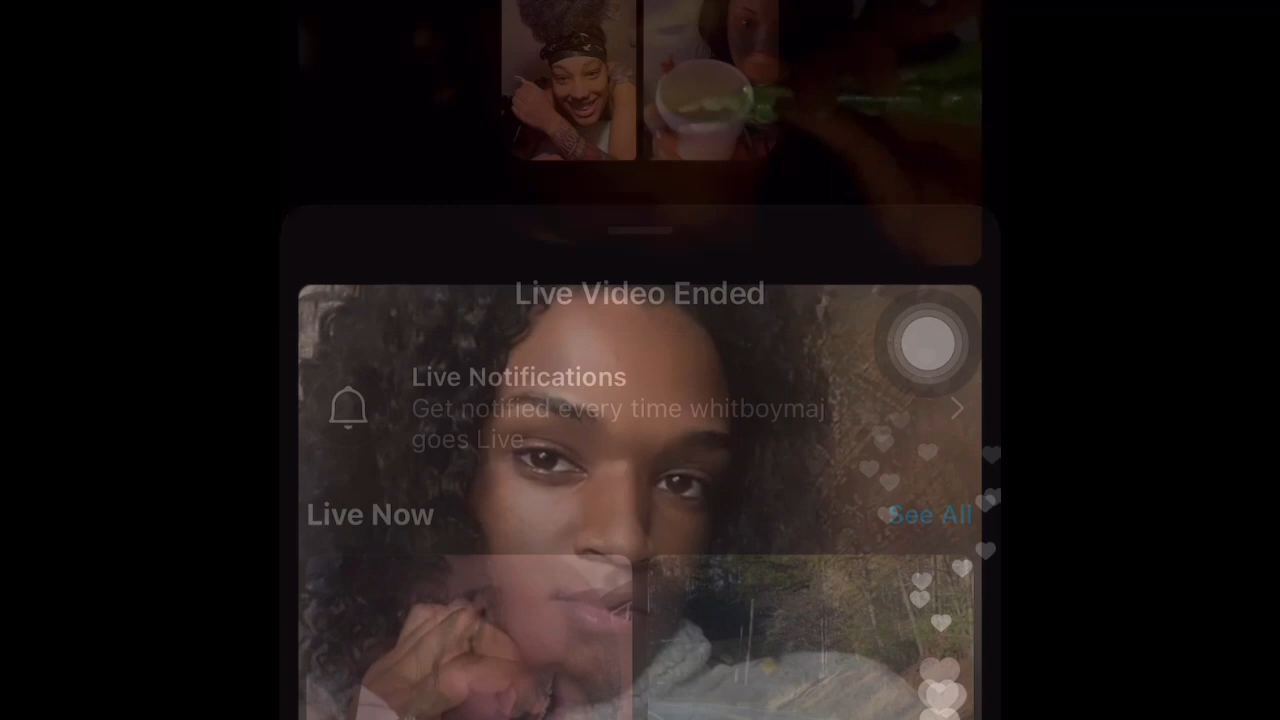 Live Video Ended
Live Notifications
Get notified every time whitboymaj
goes Live
Live Now
See All